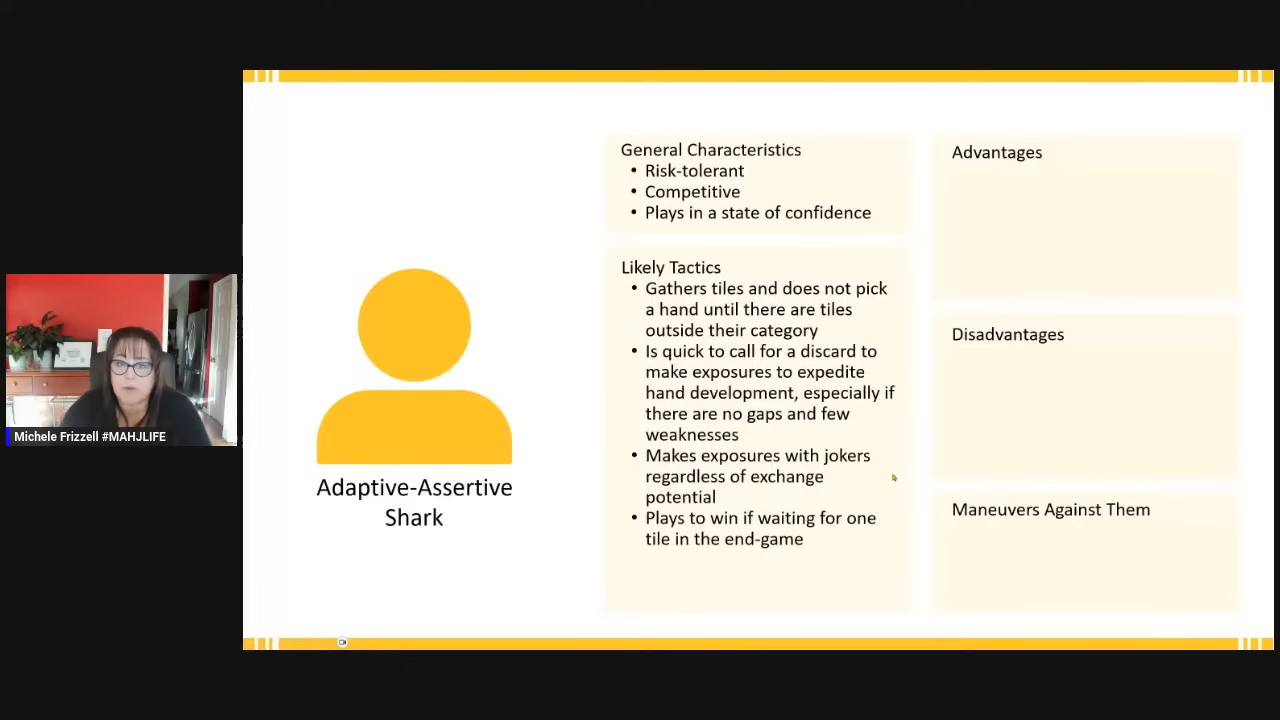 General Characteristics
• Risk-tolerant
• Competitive
• Plays in a state of confidence
Likely Tactics
• Gathers tiles and does not pick
a hand until there are tiles
outside their category
• Is quick to call for a discard to
make exposures to expedite
hand development, especially if
there are no gaps and few
weaknesses
• Makes exposures with jokers
regardless of exchange
potential
• Plays to win if waiting for one
tile in the end-game
Advantages
Disadvantages
Maneuvers Against Them
Adaptive-Assertive
Shark
Michele Frizzell #MAHJLIFE